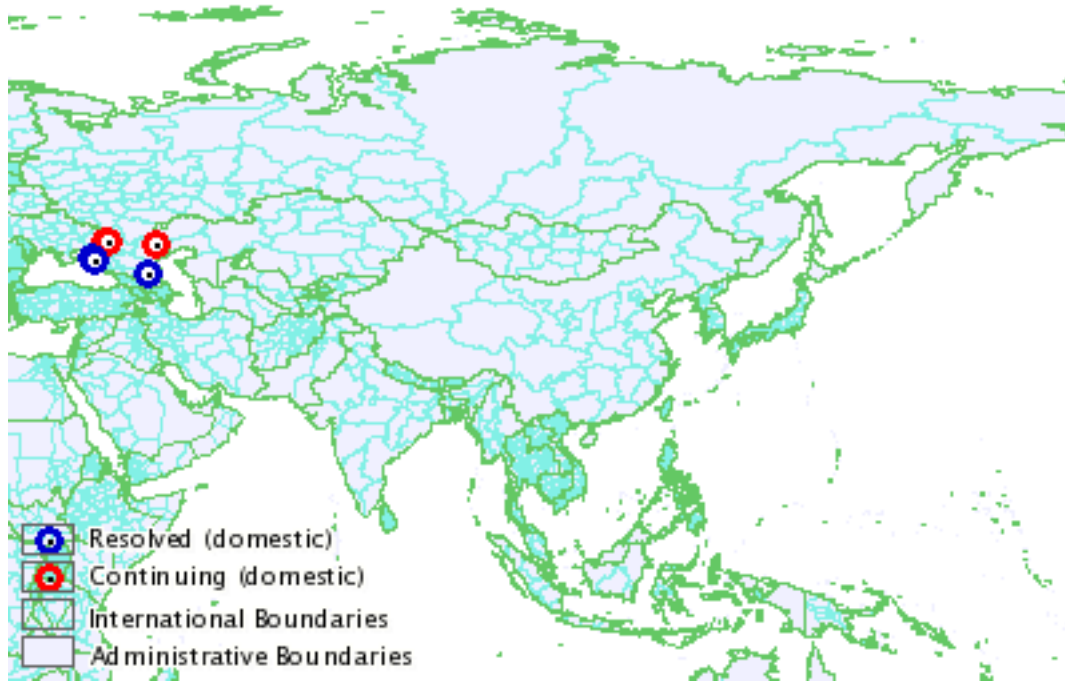 Resolved (domestic)
Continuing (domestic)
International Boundaries
Administrative Boundaries